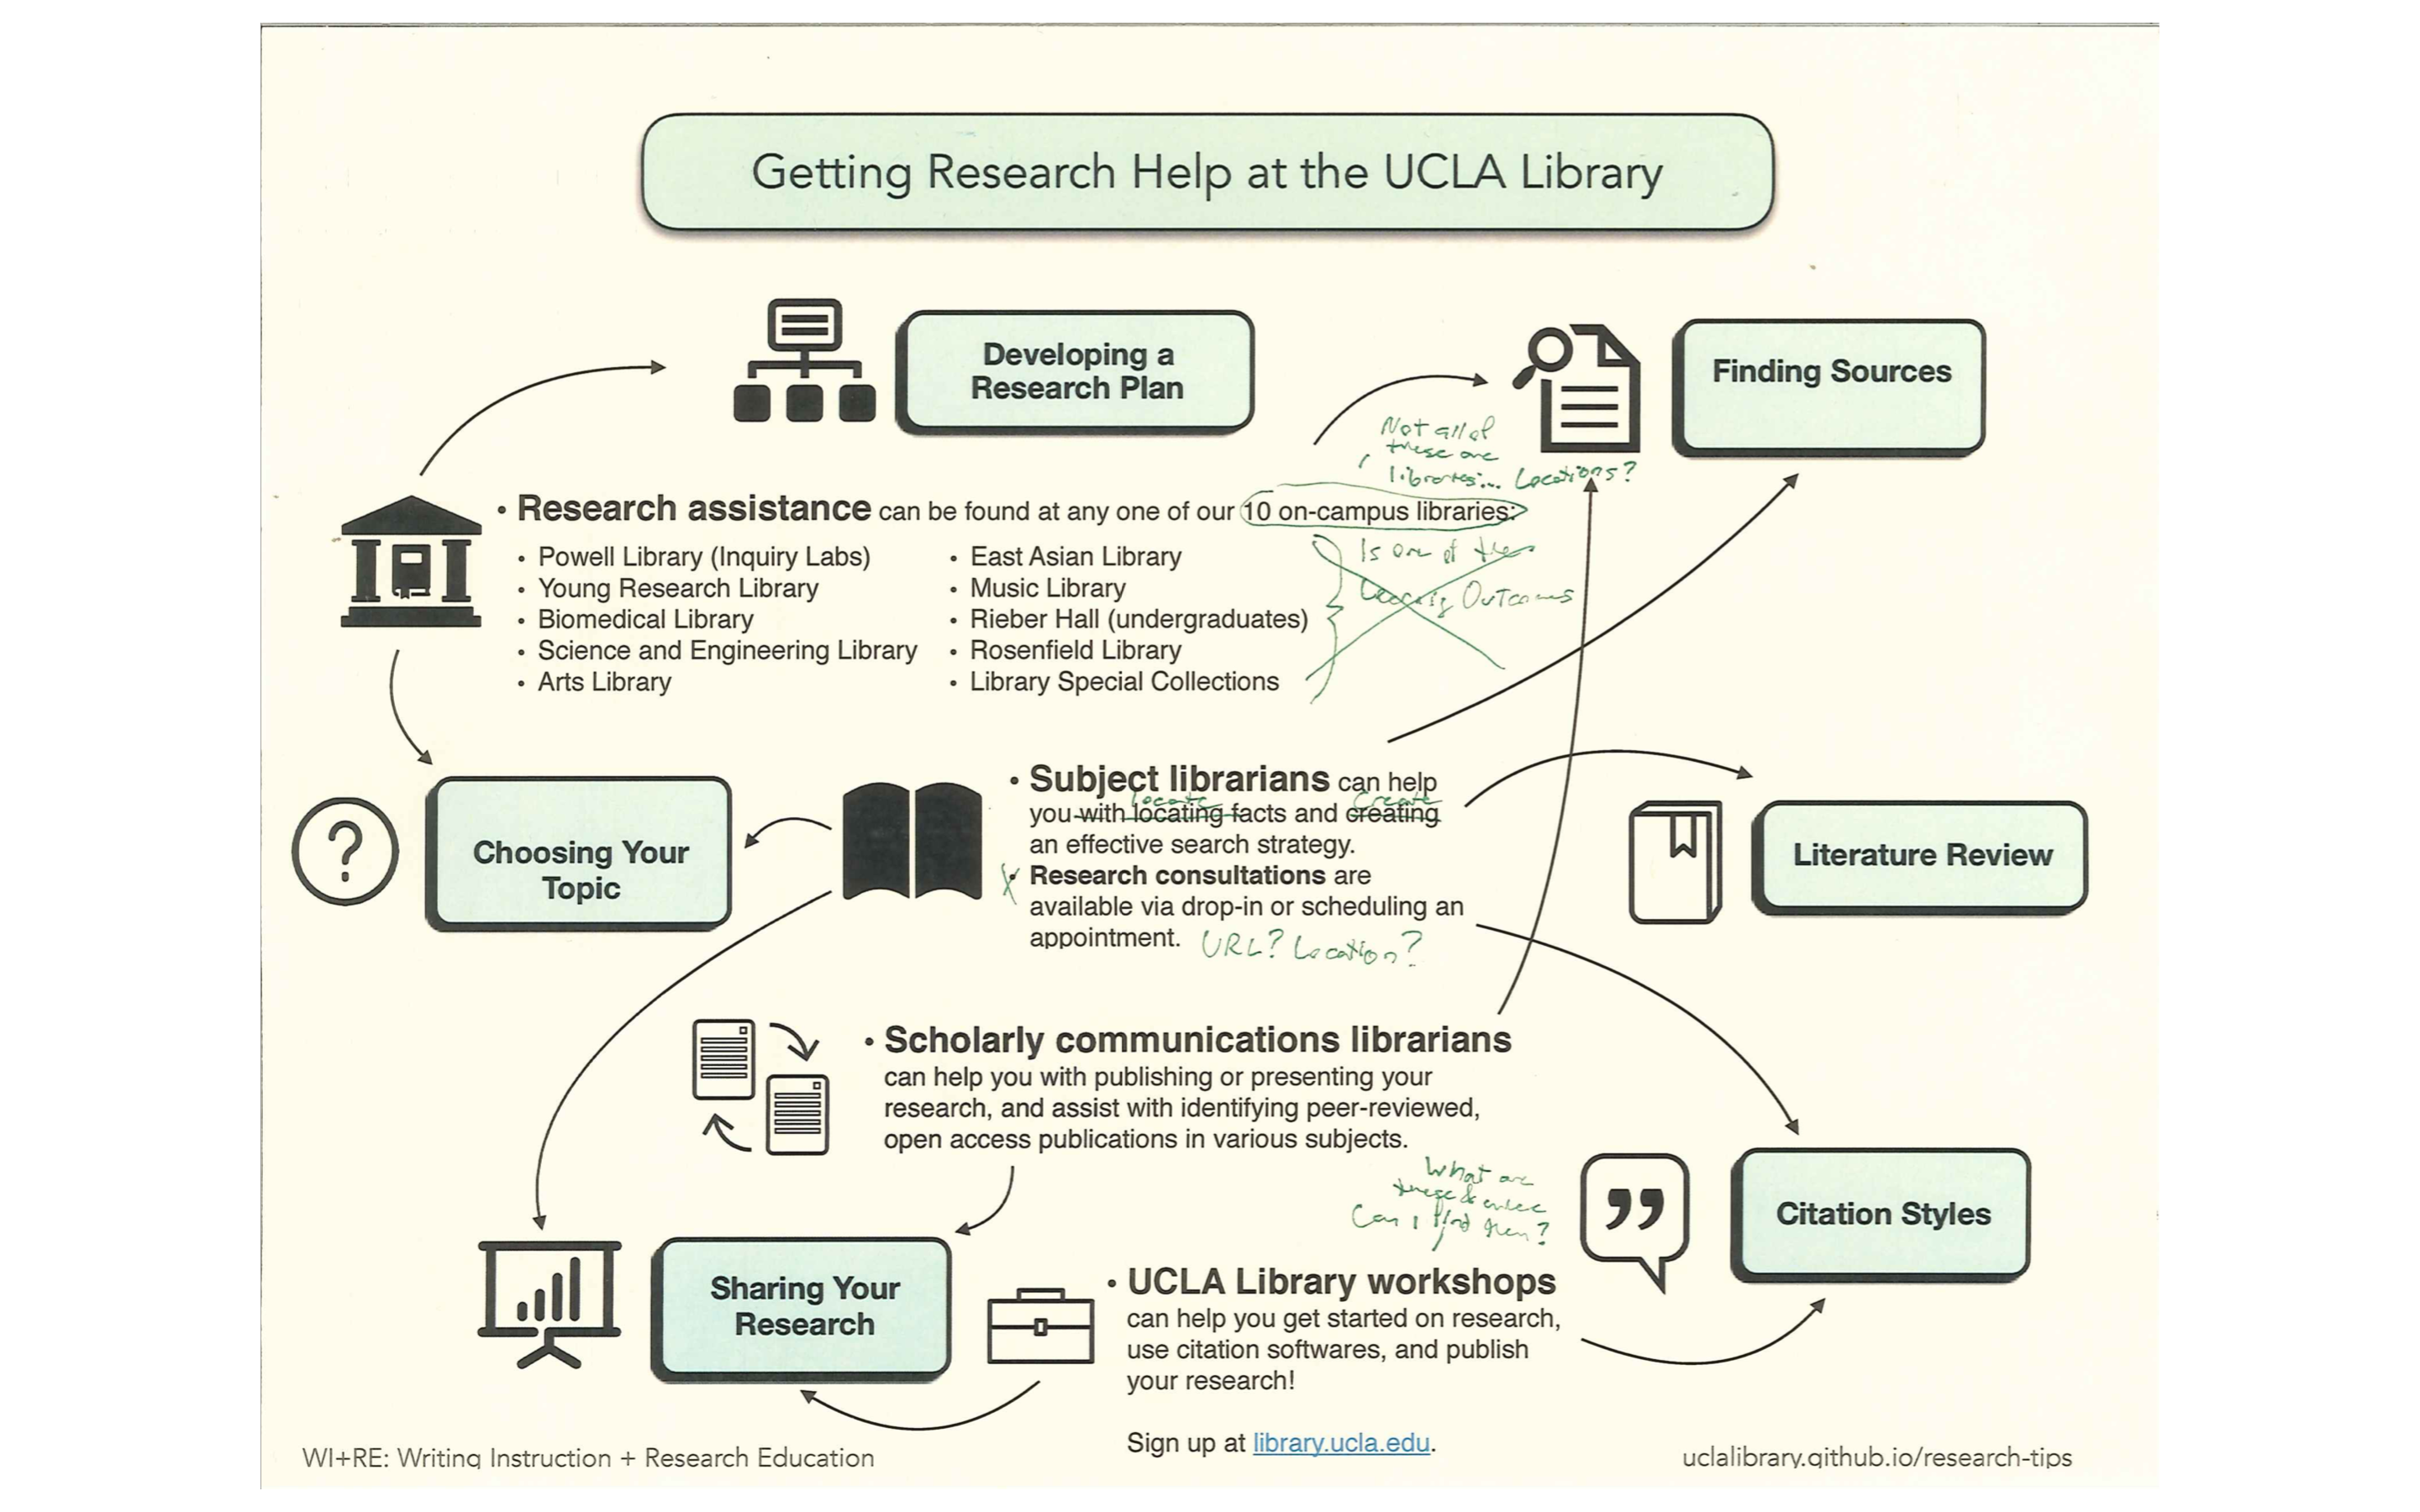 Getting Research Help at the UCLA Library
Developing a
Research Plan
Finding Sources
Not all of
these are
libraries... Locations?
• Research assistance can be found at any one of our 10 on-campus libraries:
• Powell Library (Inquiry Labs)
• Young Research Library
• Biomedical Library
• Science and Engineering Library
• Arts Library
• East Asian Library
• Music Library
• Rieber Hall (undergraduates)
• Rosenfield Library
• Library Special Collections
Is one of the
Learning Outcomes
Choosing Your
Topic
• Subject librarians can help
locate create
you with locating facts and creating
an effective search strategy.
• Research consultations are
available via drop-in or scheduling an
appointment. URL? Location?
Literature Review
• Scholarly communications librarians
can help you with publishing or presenting your
research, and assist with identifying peer-reviewed,
open access publications in various subjects.
What are
these &
Can I find them?
Citation Styles
Sharing Your
Research
• UCLA Library workshops
can help you get started on research,
use citation softwares, and publish
your research!
Sign up at library.ucla.edu.
WI+RE: Writing Instruction + Research Education
uclalibrary.github.io/research-tips